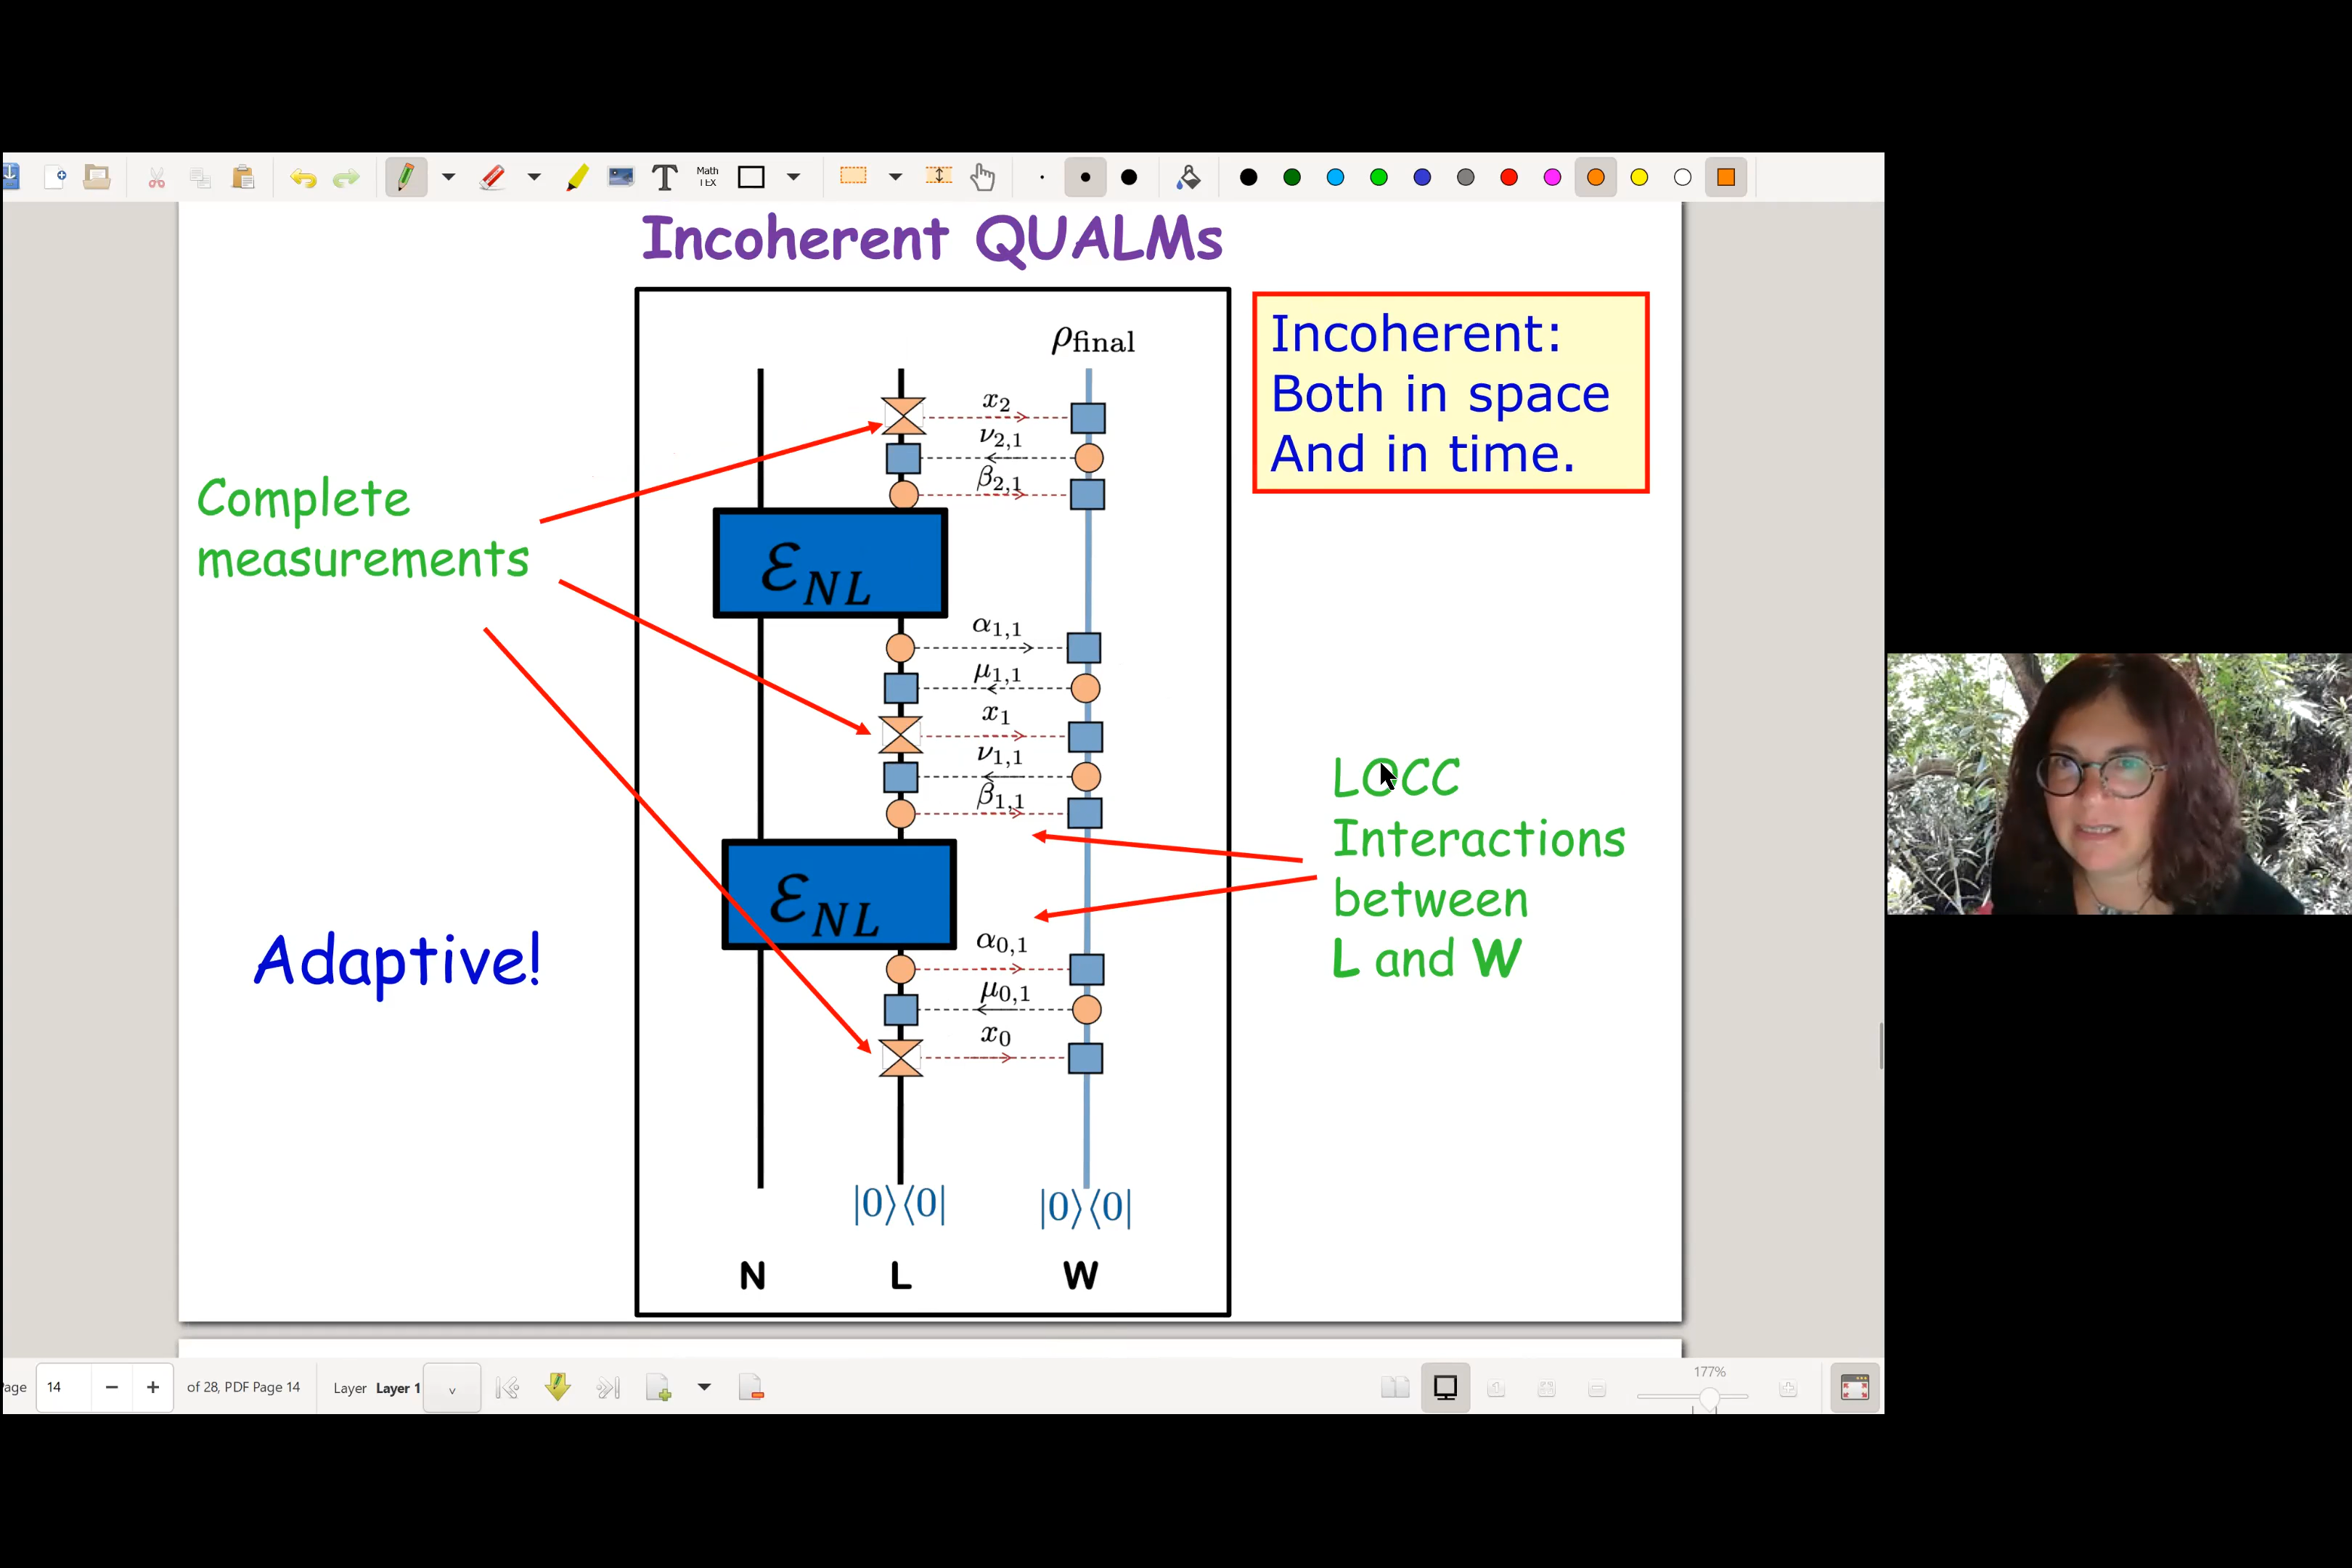 Math
TEX
Incoherent QUALMs
Incoherent:
Both in space
And in time.
ρfinal
x₂
ν₂,₁
β₂,₁
Complete
measurements
ℰNL
α₁,₁
μ₁,₁
x₁
ν₁,₁
β₁,₁
LOCC
Interactions
between
L and W
ℰNL
Adaptive!
α₀,₁
μ₀,₁
x₀
|0⟩⟨0| |0⟩⟨0|
N L W
age 14 of 28, PDF Page 14 Layer Layer 1 177%